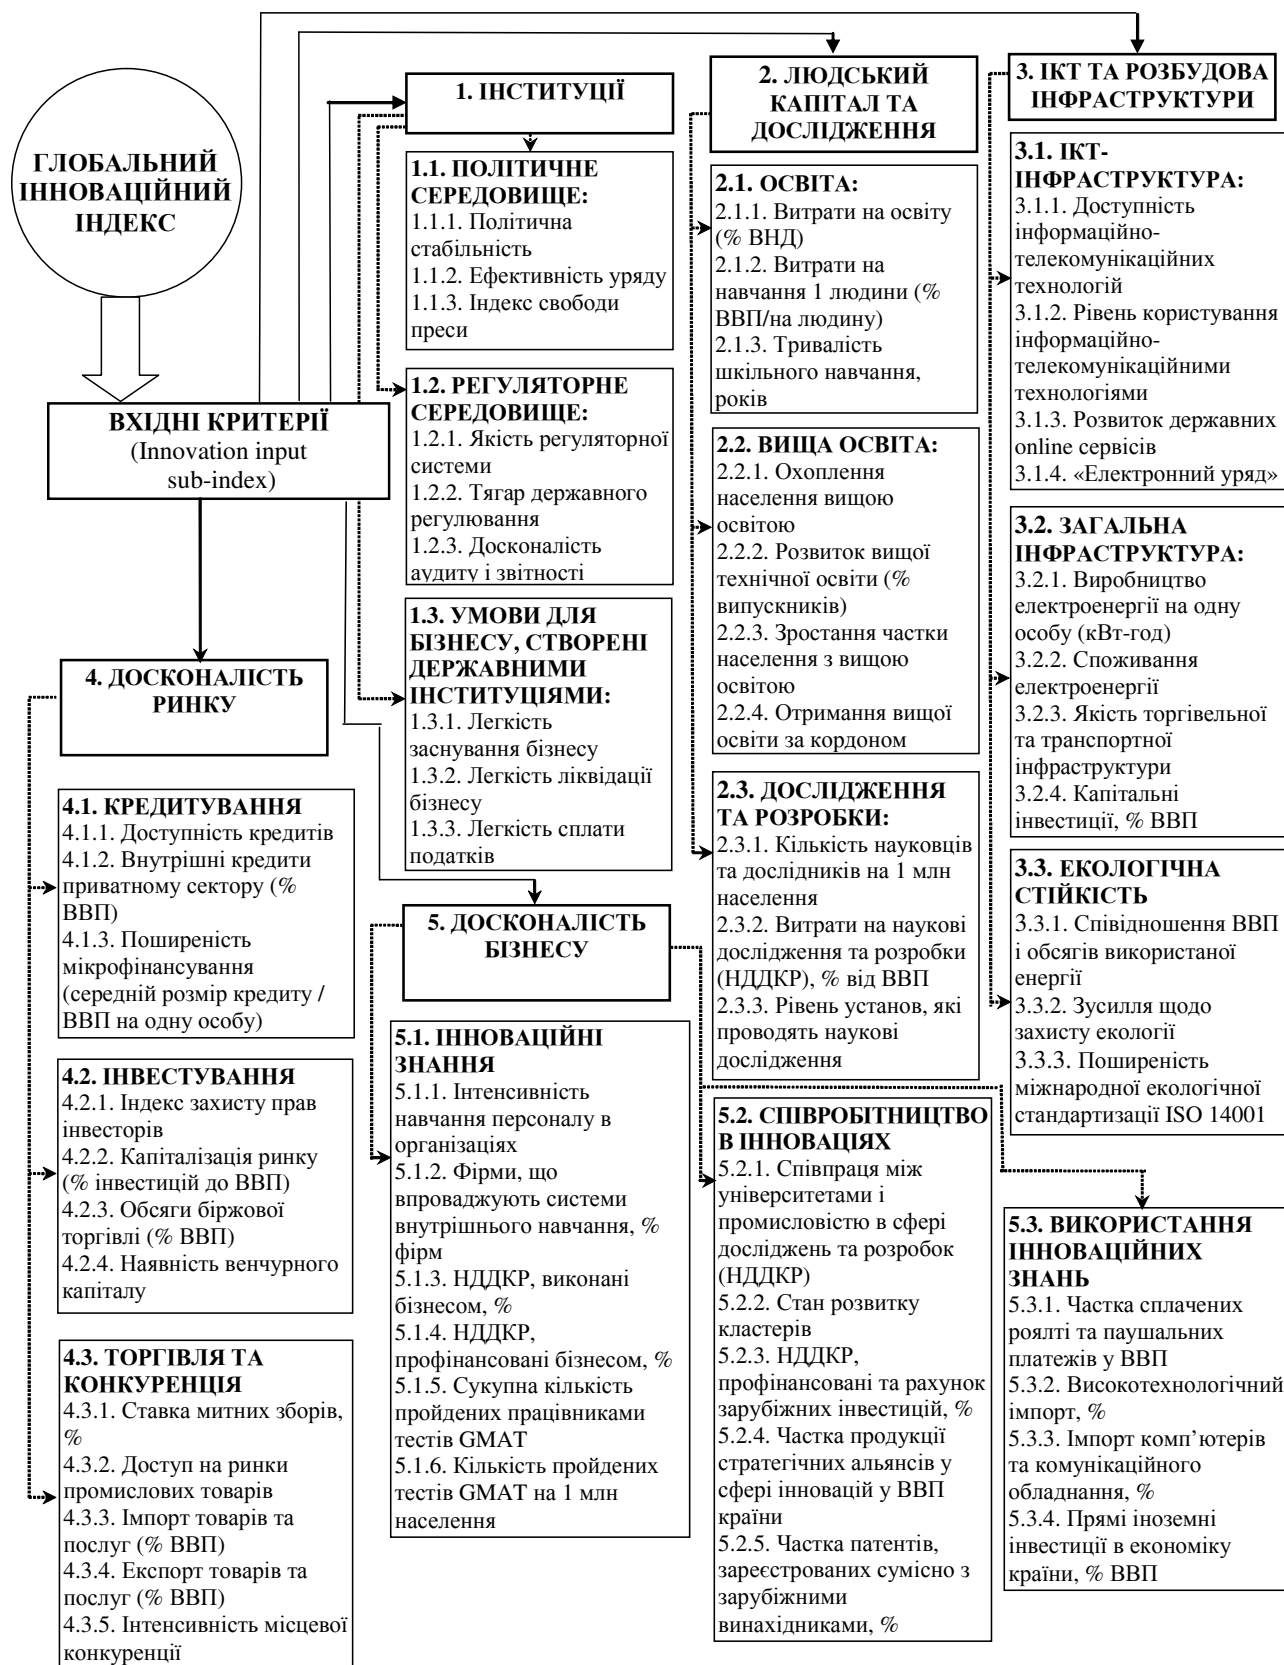 ГЛОБАЛЬНИЙ
ІННОВАЦІЙНИЙ
ІНДЕКС
ВХІДНІ КРИТЕРІЇ
(Innovation input
sub-index)
1. ІНСТИТУЦІЇ
1.1. ПОЛІТИЧНЕ
СЕРЕДОВИЩЕ:
1.1.1. Політична
стабільність
1.1.2. Ефективність уряду
1.1.3. Індекс свободи
преси
1.2. РЕГУЛЯТОРНЕ
СЕРЕДОВИЩЕ:
1.2.1. Якість регуляторної
системи
1.2.2. Тягар державного
регулювання
1.2.3. Досконалість
аудиту і звітності
1.3. УМОВИ ДЛЯ
БІЗНЕСУ, СТВОРЕНІ
ДЕРЖАВНИМИ
ІНСТИТУЦІЯМИ:
1.3.1. Легкість
заснування бізнесу
1.3.2. Легкість ліквідації
бізнесу
1.3.3. Легкість сплати
податків
2. ЛЮДСЬКИЙ
КАПІТАЛ ТА
ДОСЛІДЖЕННЯ
2.1. ОСВІТА:
2.1.1. Витрати на освіту
(% ВНД)
2.1.2. Витрати на
навчання 1 людини (%
ВВП/на людину)
2.1.3. Тривалість
шкільного навчання,
років
2.2. ВИЩА ОСВІТА:
2.2.1. Охоплення
населення вищою
освітою
2.2.2. Розвиток вищої
технічної освіти (%
випускників)
2.2.3. Зростання частки
населення з вищою
освітою
2.2.4. Отримання вищої
освіти за кордоном
2.3. ДОСЛІДЖЕННЯ
ТА РОЗРОБКИ:
2.3.1. Кількість науковців
та дослідників на 1 млн
населення
2.3.2. Витрати на наукові
дослідження та розробки
(НДДКР), % від ВВП
2.3.3. Рівень установ, які
проводять наукові
дослідження
3. ІКТ ТА РОЗБУДОВА
ІНФРАСТРУКТУРИ
3.1. ІКТ-
ІНФРАСТРУКТУРА:
3.1.1. Доступність
інформаційно-
телекомунікаційних
технологій
3.1.2. Рівень користування
інформаційно-
телекомунікаційними
технологіями
3.1.3. Розвиток державних
online сервісів
3.1.4. «Електронний уряд»
3.2. ЗАГАЛЬНА
ІНФРАСТРУКТУРА:
3.2.1. Виробництво
електроенергії на одну
особу (кВт-год)
3.2.2. Споживання
електроенергії
3.2.3. Якість торгівельної
та транспортної
інфраструктури
3.2.4. Капітальні
інвестиції, % ВВП
3.3. ЕКОЛОГІЧНА
СТІЙКІСТЬ
3.3.1. Співідношення ВВП
і обсягів використаної
енергії
3.3.2. Зусилля щодо
захисту екології
3.3.3. Поширеність
міжнародної екологічної
стандартизації ISO 14001
4. ДОСКОНАЛІСТЬ
РИНКУ
4.1. КРЕДИТУВАННЯ
4.1.1. Доступність кредитів
4.1.2. Внутрішні кредити
приватному сектору (%
ВВП)
4.1.3. Поширеність
мікрофінансування
(середній розмір кредиту /
ВВП на одну особу)
4.2. ІНВЕСТУВАННЯ
4.2.1. Індекс захисту прав
інвесторів
4.2.2. Капіталізація ринку
(% інвестицій до ВВП)
4.2.3. Обсяги біржової
торгівлі (% ВВП)
4.2.4. Наявність венчурного
капіталу
4.3. ТОРГІВЛЯ ТА
КОНКУРЕНЦІЯ
4.3.1. Ставка митних зборів,
%
4.3.2. Доступ на ринки
промислових товарів
4.3.3. Імпорт товарів та
послуг (% ВВП)
4.3.4. Експорт товарів та
послуг (% ВВП)
4.3.5. Інтенсивність місцевої
конкуренції
5. ДОСКОНАЛІСТЬ
БІЗНЕСУ
5.1. ІННОВАЦІЙНІ
ЗНАННЯ
5.1.1. Інтенсивність
навчання персоналу в
організаціях
5.1.2. Фірми, що
впроваджують системи
внутрішнього навчання, %
фірм
5.1.3. НДДКР, виконані
бізнесом, %
5.1.4. НДДКР,
профінансовані бізнесом, %
5.1.5. Сукупна кількість
пройдених працівниками
тестів GMAT
5.1.6. Кількість пройдених
тестів GMAT на 1 млн
населення
5.2. СПІВРОБІТНИЦТВО
В ІННОВАЦІЯХ
5.2.1. Співпраця між
університетами і
промисловістю в сфері
досліджень та розробок
(НДДКР)
5.2.2. Стан розвитку
кластерів
5.2.3. НДДКР,
профінансовані та рахунок
зарубіжних інвестицій, %
5.2.4. Частка продукції
стратегічних альянсів у
сфері інновацій у ВВП
країни
5.2.5. Частка патентів,
зареєстрованих сумісно з
зарубіжними
винахідниками, %
5.3. ВИКОРИСТАННЯ
ІННОВАЦІЙНИХ
ЗНАНЬ
5.3.1. Частка сплачених
роялті та паушальних
платежів у ВВП
5.3.2. Високотехнологічний
імпорт, %
5.3.3. Імпорт комп’ютерів
та комунікаційного
обладнання, %
5.3.4. Прямі іноземні
інвестиції в економіку
країни, % ВВП